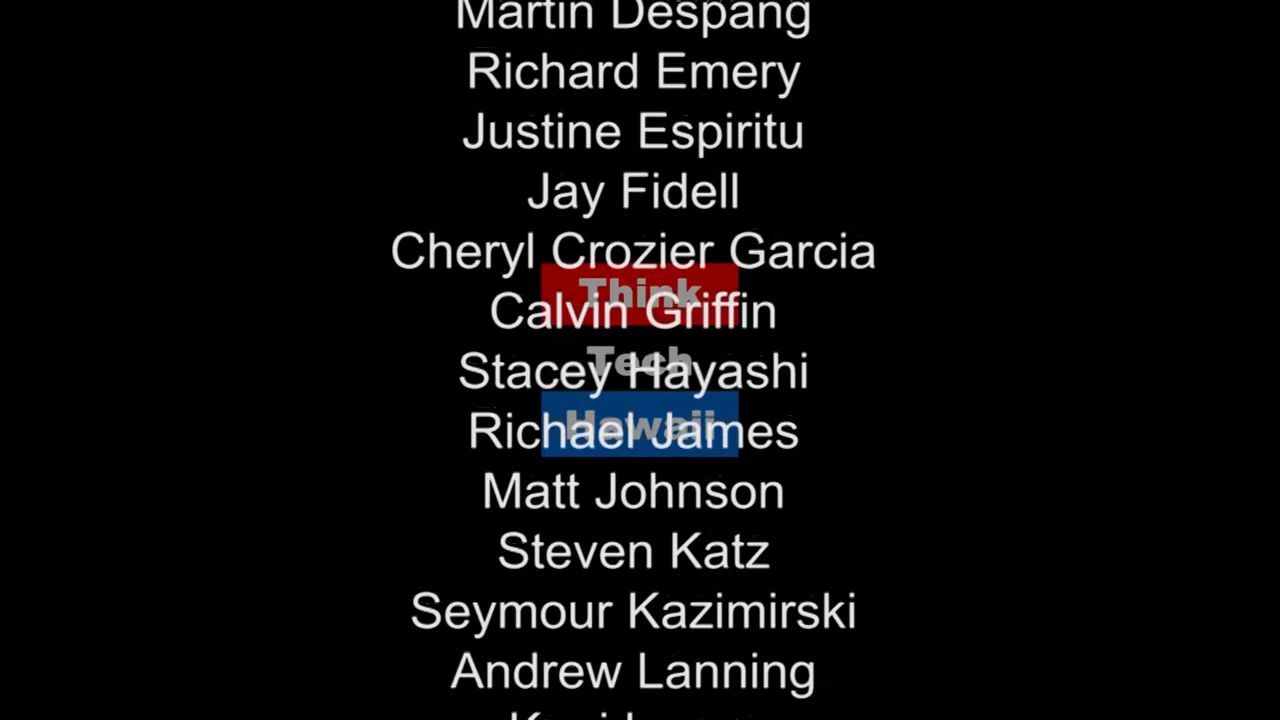 Martin Despang
Richard Emery
Justine Espiritu
Jay Fidell
Cheryl Crozier Garcia
Think
Calvin Griffin
Tech
Stacey Hayashi
Hawaii
Richael James
Matt Johnson
Steven Katz
Seymour Kazimirski
Andrew Lanning